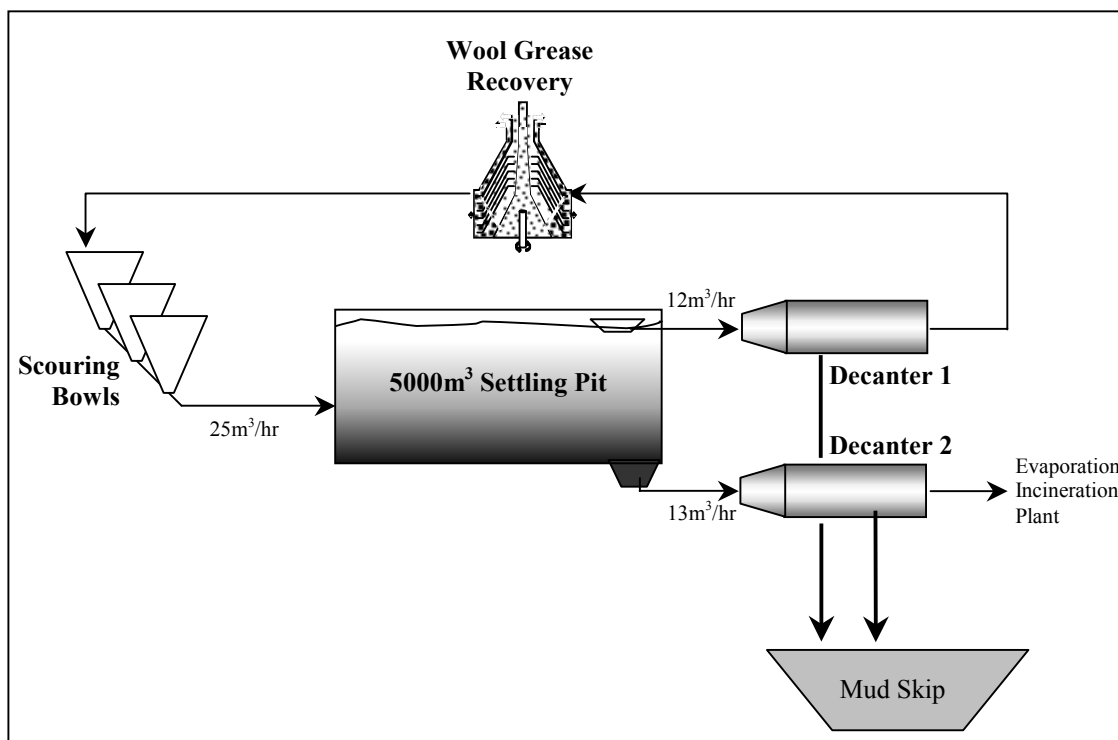 Wool Grease
Recovery
12m³/hr
Scouring
Bowls
5000m³ Settling Pit
Decanter 1
25m³/hr
Decanter 2
13m³/hr
Evaporation
Incineration
Plant
Mud Skip